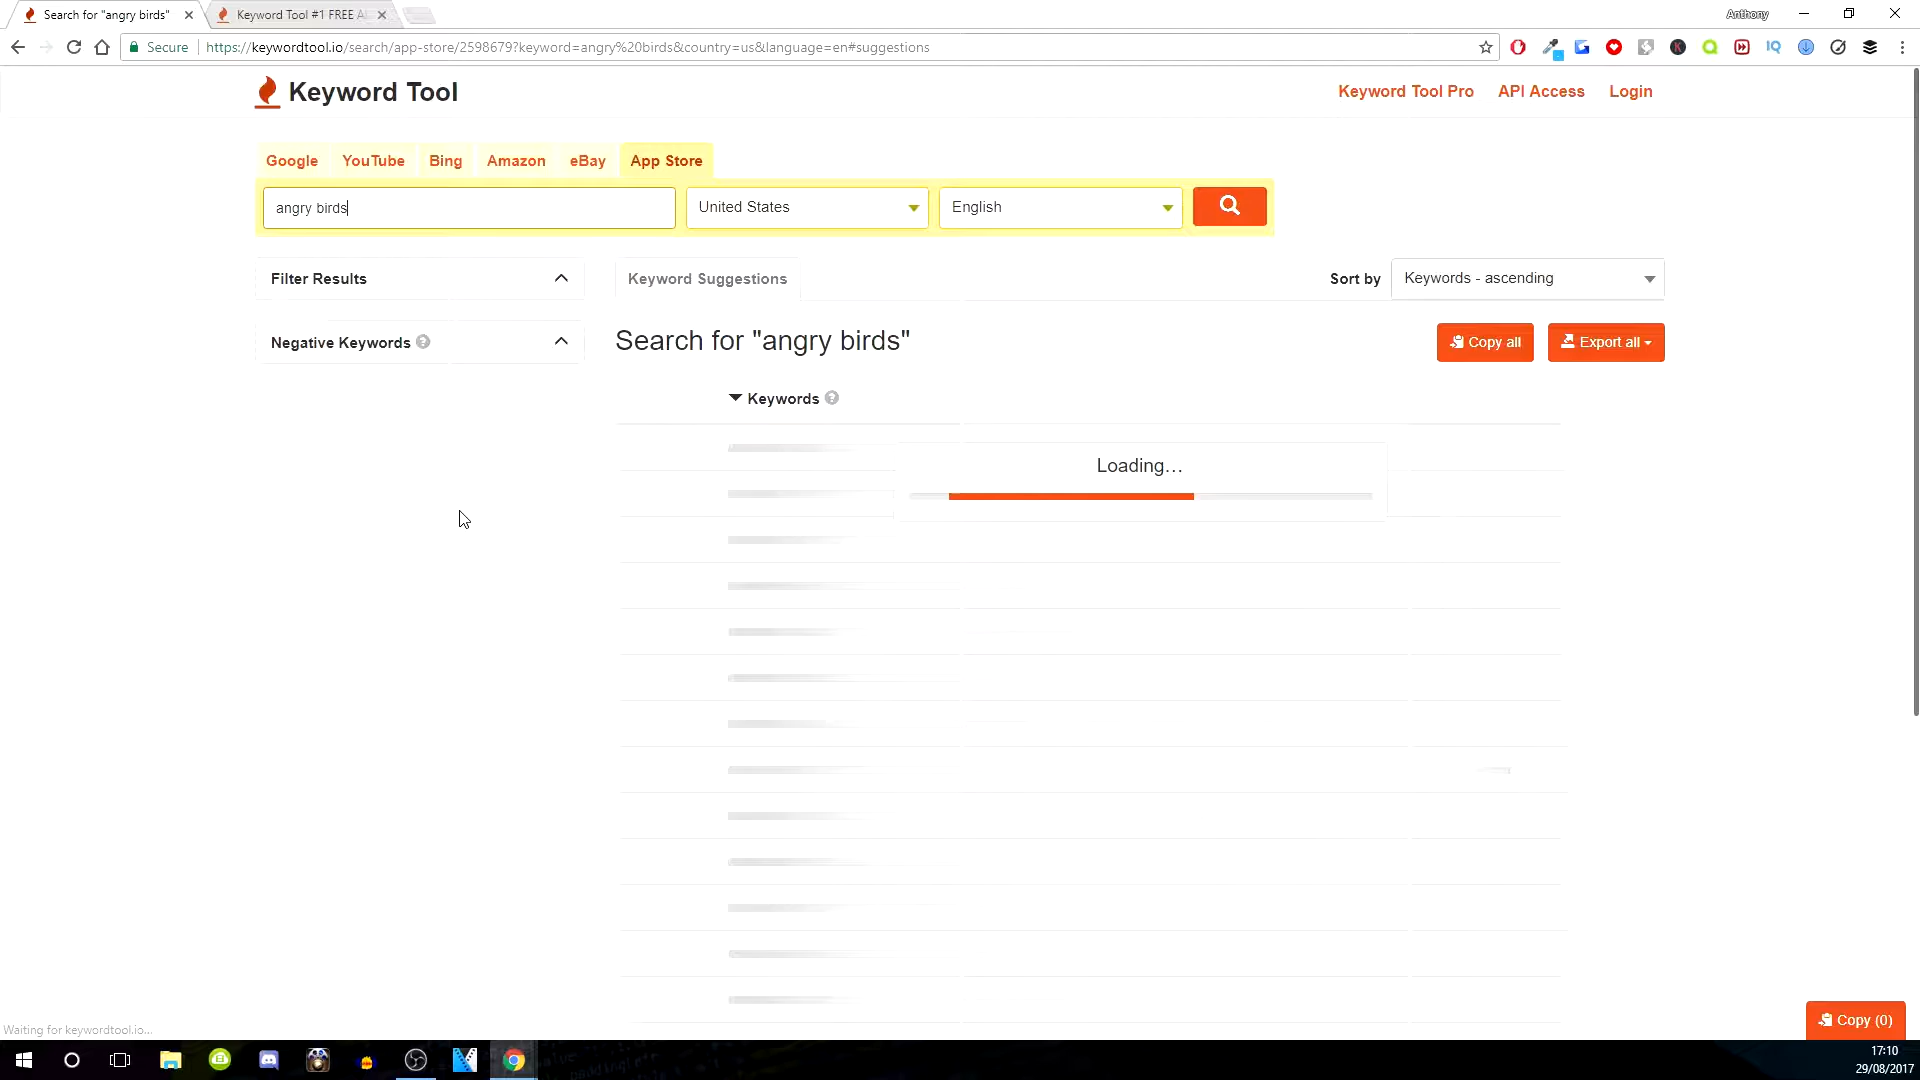 Search for "angry birds"
Keyword Tool #1 FREE A
Anthony
Secure
https://keywordtool.io/search/app-store/2598679?keyword=angry%20birds&country=us&language=en#suggestions
Keyword Tool
Keyword Tool Pro
API Access
Login
Google
YouTube
Bing
Amazon
eBay
App Store
angry birds
United States
English
Filter Results
Keyword Suggestions
Sort by
Keywords - ascending
Negative Keywords ?
Search for "angry birds"
Copy all
Export all
Keywords ?
Loading...
Copy (0)
Waiting for keywordtool.io...
17:10
29/08/2017